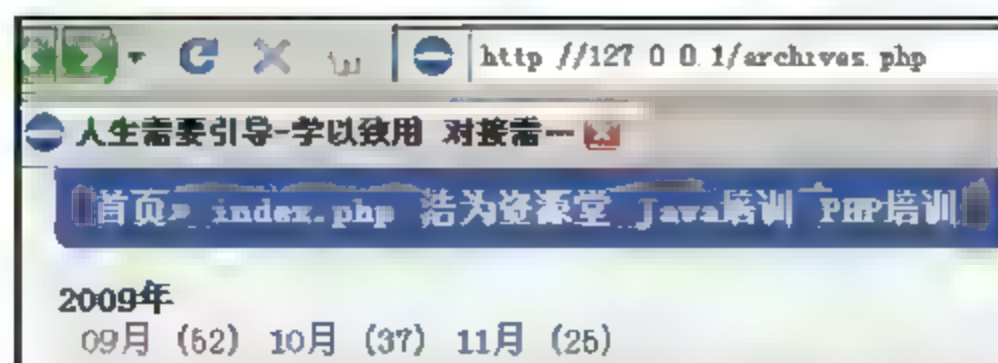 http //127 0 0.1/archives.php
人生需要引导-学以致用 对接需一
首页 index.php 浩为资源堂 Java培训 PHP培训
2009年
09月 (52) 10月 (37) 11月 (25)